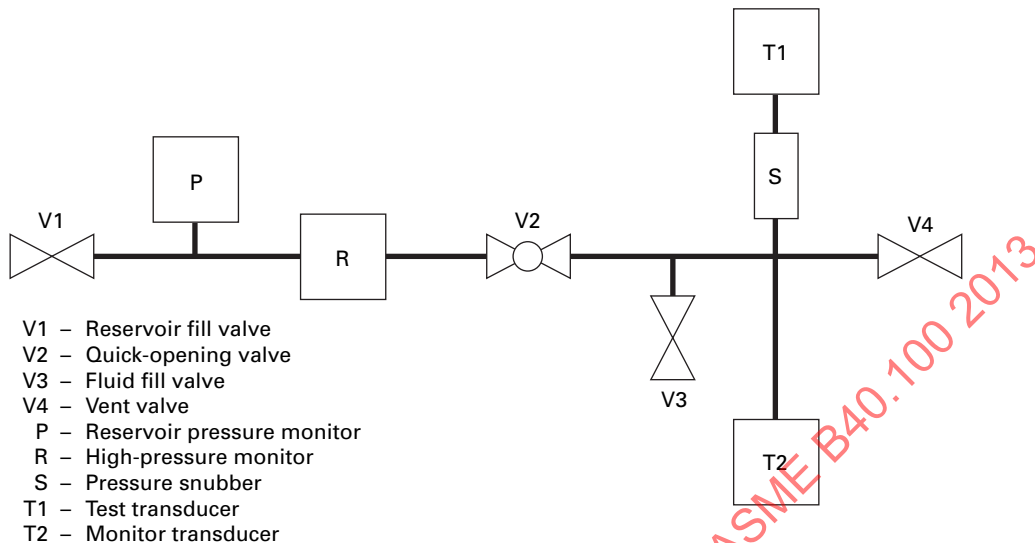 T1
P
S
V1
V2
V4
R
V1 – Reservoir fill valve
V2 – Quick-opening valve
V3 – Fluid fill valve
V4 – Vent valve
P – Reservoir pressure monitor
R – High-pressure monitor
S – Pressure snubber
T1 – Test transducer
T2 – Monitor transducer
V3
T2
ASME B40.100 2013